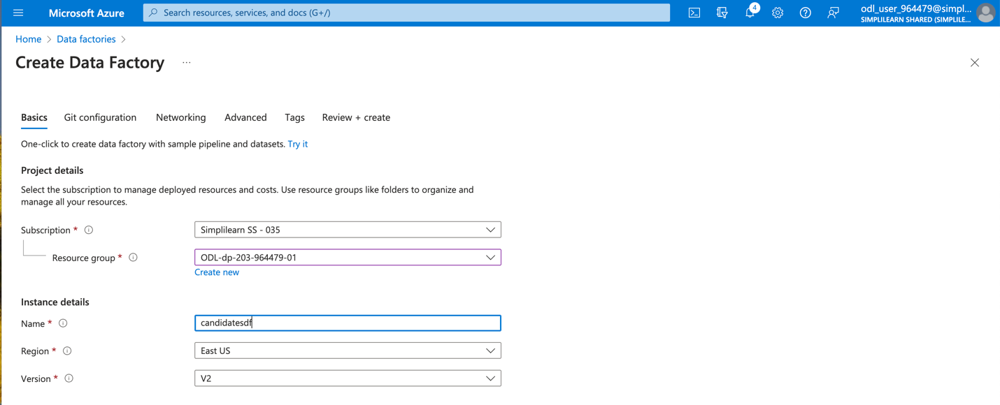 Microsoft Azure
Search resources, services, and docs (G+/)
4
odl_user_964479@simpl...
SIMPLILEARN SHARED (SIMPLILE...
Home > Data factories >
Create Data Factory ...
Basics Git configuration Networking Advanced Tags Review + create
One-click to create data factory with sample pipeline and datasets. Try it
Project details
Select the subscription to manage deployed resources and costs. Use resource groups like folders to organize and
manage all your resources.
Subscription * Simplilearn SS - 035
Resource group * ODL-dp-203-964479-01
Create new
Instance details
Name * candidatesdf
Region * East US
Version * V2